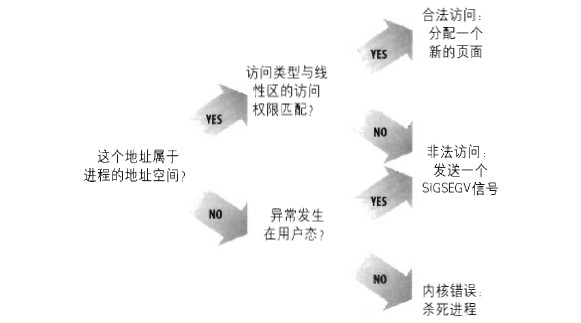 合法访问：
分配一个
新的页面
YES
访问类型与线
性区的访问
权限匹配？
YES
NO
这个地址属于
进程的地址空间？
非法访问：
发送一个
SIGSEGV信号
YES
NO
异常发生
在用户态？
NO
内核错误：
杀死进程